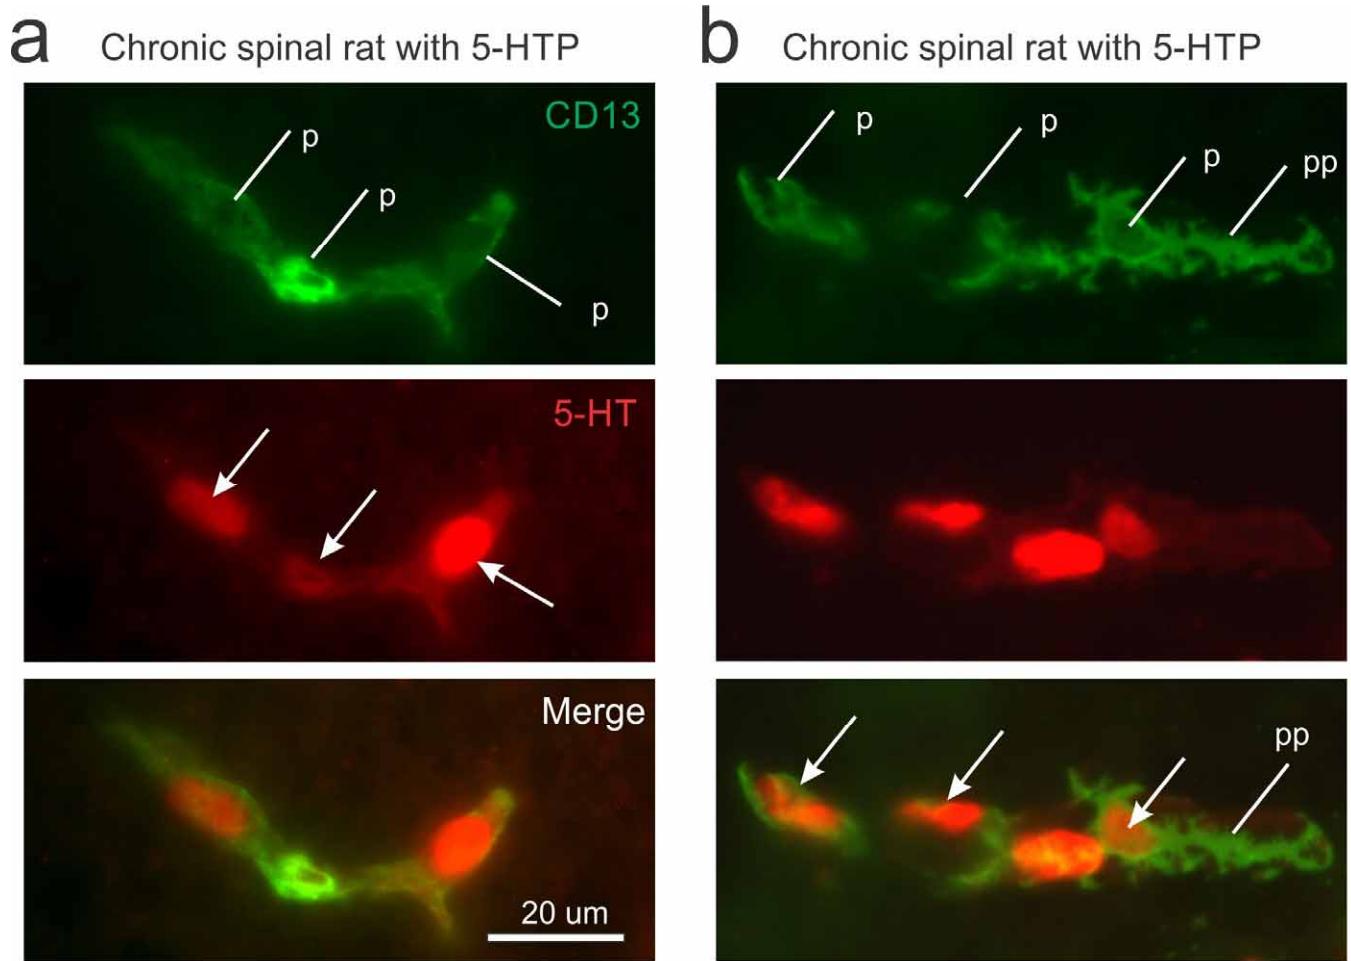 a
Chronic spinal rat with 5-HTP
b
Chronic spinal rat with 5-HTP
CD13
p
p
p
p
p
p
pp
5-HT
Merge
20 um
pp